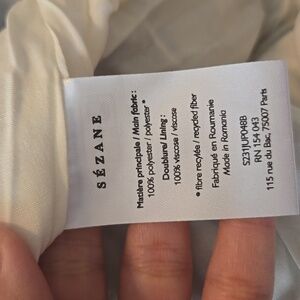 SÉZANE
Matière principale / Main fabric :
100% polyester / polyester *
Doublure/ Lining :
100% viscose / viscose
* fibre recyclée / recycled fiber
Fabriqué en Roumanie
Made in Romania
S231JUP048B
RN 154 043
115 rue du Bac, 75007 Paris